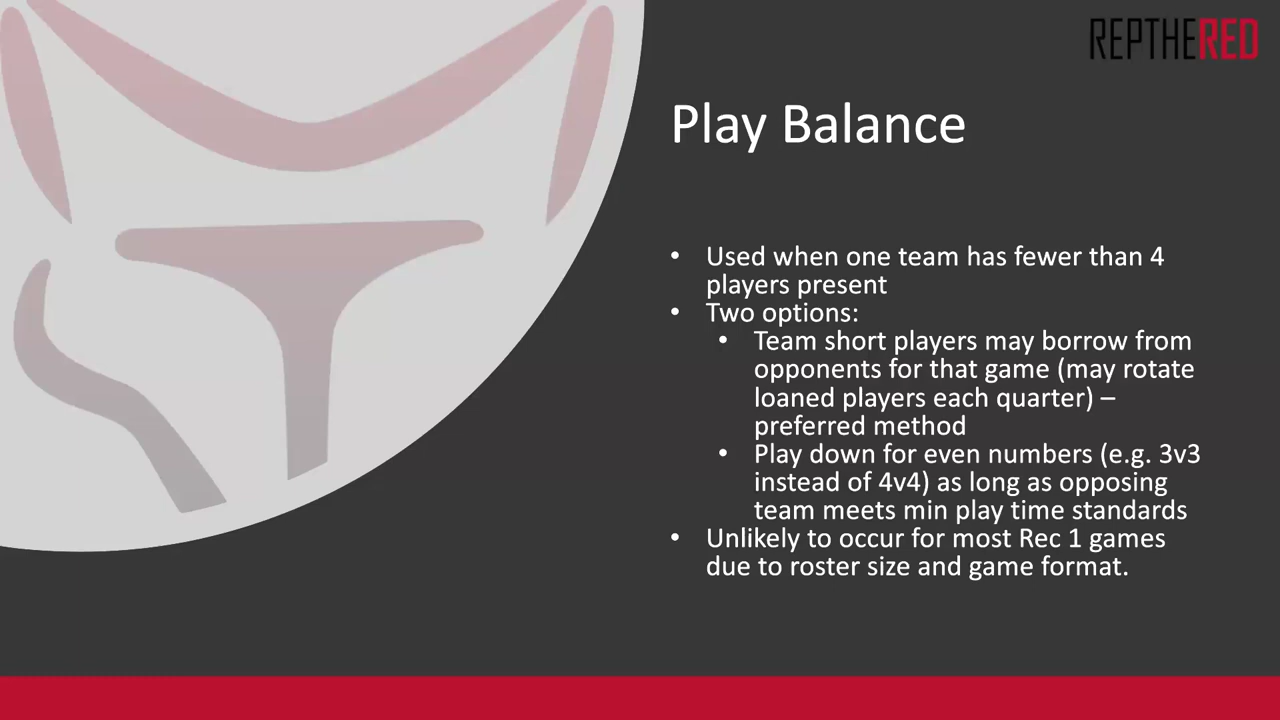 REPTHERED
Play Balance
• Used when one team has fewer than 4
players present
• Two options:
• Team short players may borrow from
opponents for that game (may rotate
loaned players each quarter) –
preferred method
• Play down for even numbers (e.g. 3v3
instead of 4v4) as long as opposing
team meets min play time standards
• Unlikely to occur for most Rec 1 games
due to roster size and game format.